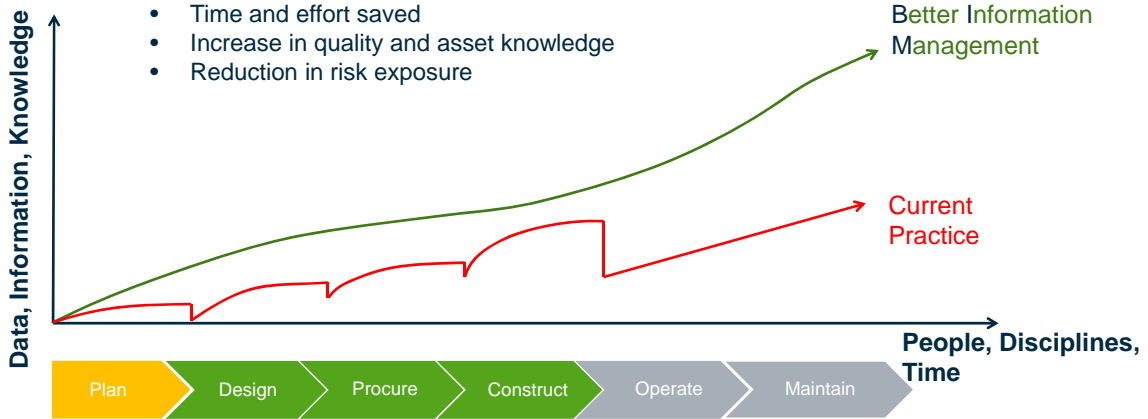 • Time and effort saved
• Increase in quality and asset knowledge
• Reduction in risk exposure
Better Information
Management
Data, Information, Knowledge
Current
Practice
People, Disciplines,
Time
Plan
Design
Procure
Construct
Operate
Maintain